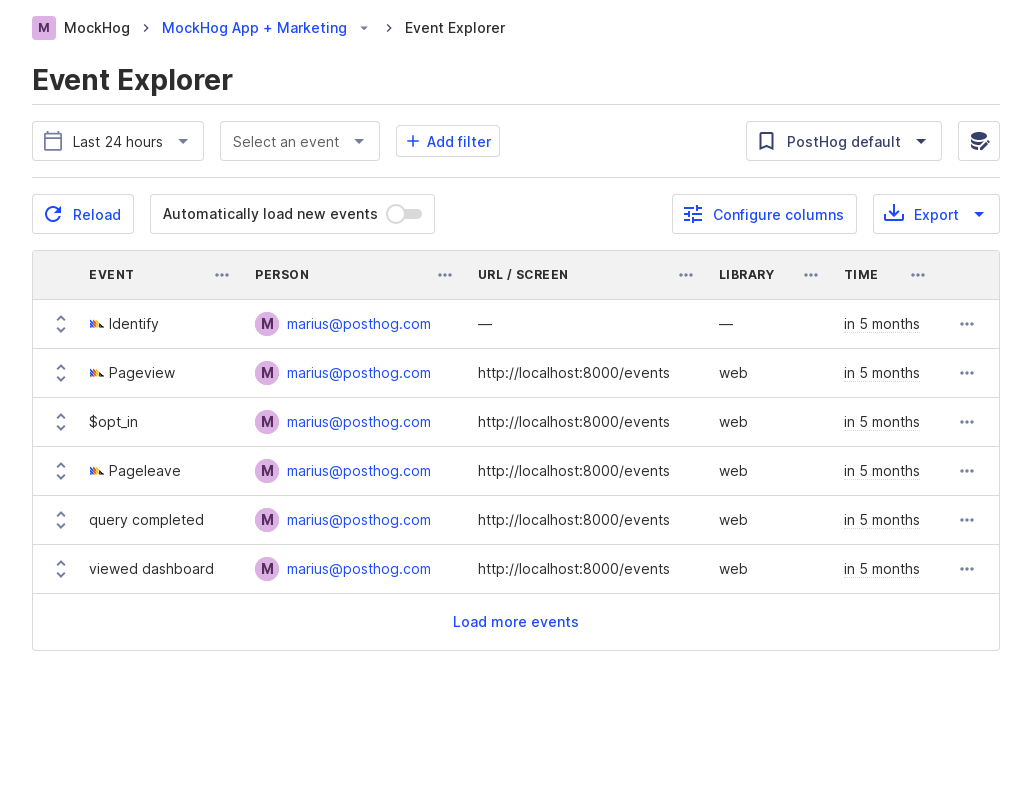 M MockHog MockHog App + Marketing Event Explorer
Event Explorer
Last 24 hours Select an event Add filter PostHog default
Reload Automatically load new events Configure columns Export
EVENT PERSON URL / SCREEN LIBRARY TIME
Identify M marius@posthog.com — — in 5 months
Pageview M marius@posthog.com http://localhost:8000/events web in 5 months
$opt_in M marius@posthog.com http://localhost:8000/events web in 5 months
Pageleave M marius@posthog.com http://localhost:8000/events web in 5 months
query completed M marius@posthog.com http://localhost:8000/events web in 5 months
viewed dashboard M marius@posthog.com http://localhost:8000/events web in 5 months
Load more events